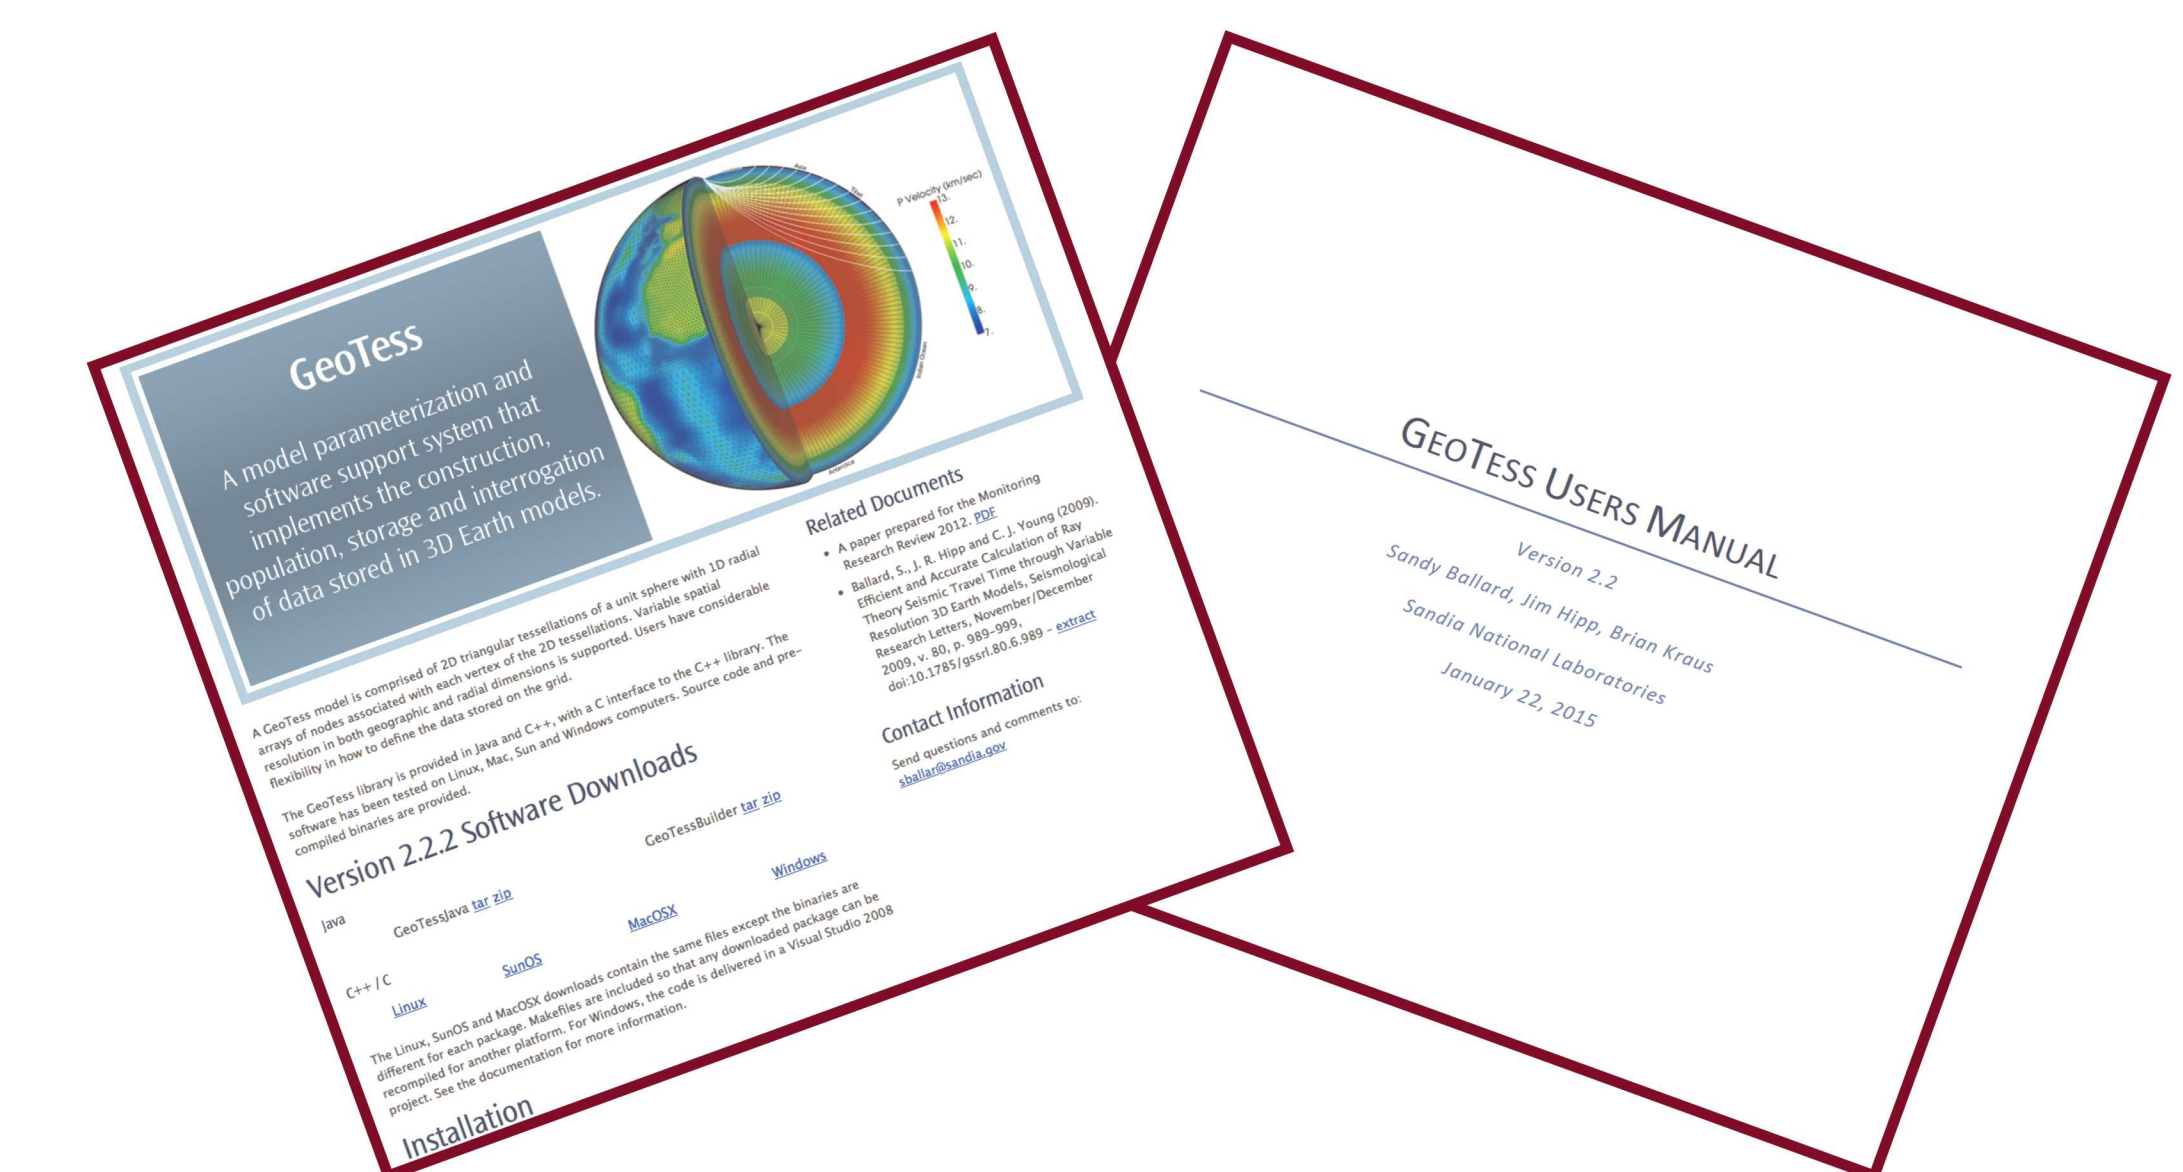 GeoTess
A model parameterization and
software support system that
implements the construction,
population, storage and interrogation
of data stored in 3D Earth models.
Asia
Tibet
Indian Ocean
Antarctica
P Velocity (km/sec)
13.
12.
11.
10.
9.
8.
7.
A GeoTess model is comprised of 2D triangular tessellations of a unit sphere with 1D radial
arrays of nodes associated with each vertex of the 2D tessellations. Variable spatial
resolution in both geographic and radial dimensions is supported. Users have considerable
flexibility in how to define the data stored on the grid.
The GeoTess library is provided in Java and C++, with a C interface to the C++ library. The
software has been tested on Linux, Mac, Sun and Windows computers. Source code and pre-
compiled binaries are provided.
Version 2.2.2 Software Downloads
Java
GeoTessJava tar zip
GeoTessBuilder tar zip
C++ / C
Linux
SunOS
MacOSX
Windows
The Linux, SunOS and MacOSX downloads contain the same files except the binaries are
different for each package. Makefiles are included so that any downloaded package can be
recompiled for another platform. For Windows, the code is delivered in a Visual Studio 2008
project. See the documentation for more information.
Installation
Related Documents
• A paper prepared for the Monitoring
Research Review 2012. PDF
• Ballard, S., J. R. Hipp and C. J. Young (2009).
Efficient and Accurate Calculation of Ray
Theory Seismic Travel Time through Variable
Resolution 3D Earth Models, Seismological
Research Letters, November/December
2009, v. 80, p. 989-999,
doi:10.1785/gssrl.80.6.989 – extract
Contact Information
Send questions and comments to:
sballar@sandia.gov
GEOTESS USERS MANUAL
Version 2.2
Sandy Ballard, Jim Hipp, Brian Kraus
Sandia National Laboratories
January 22, 2015